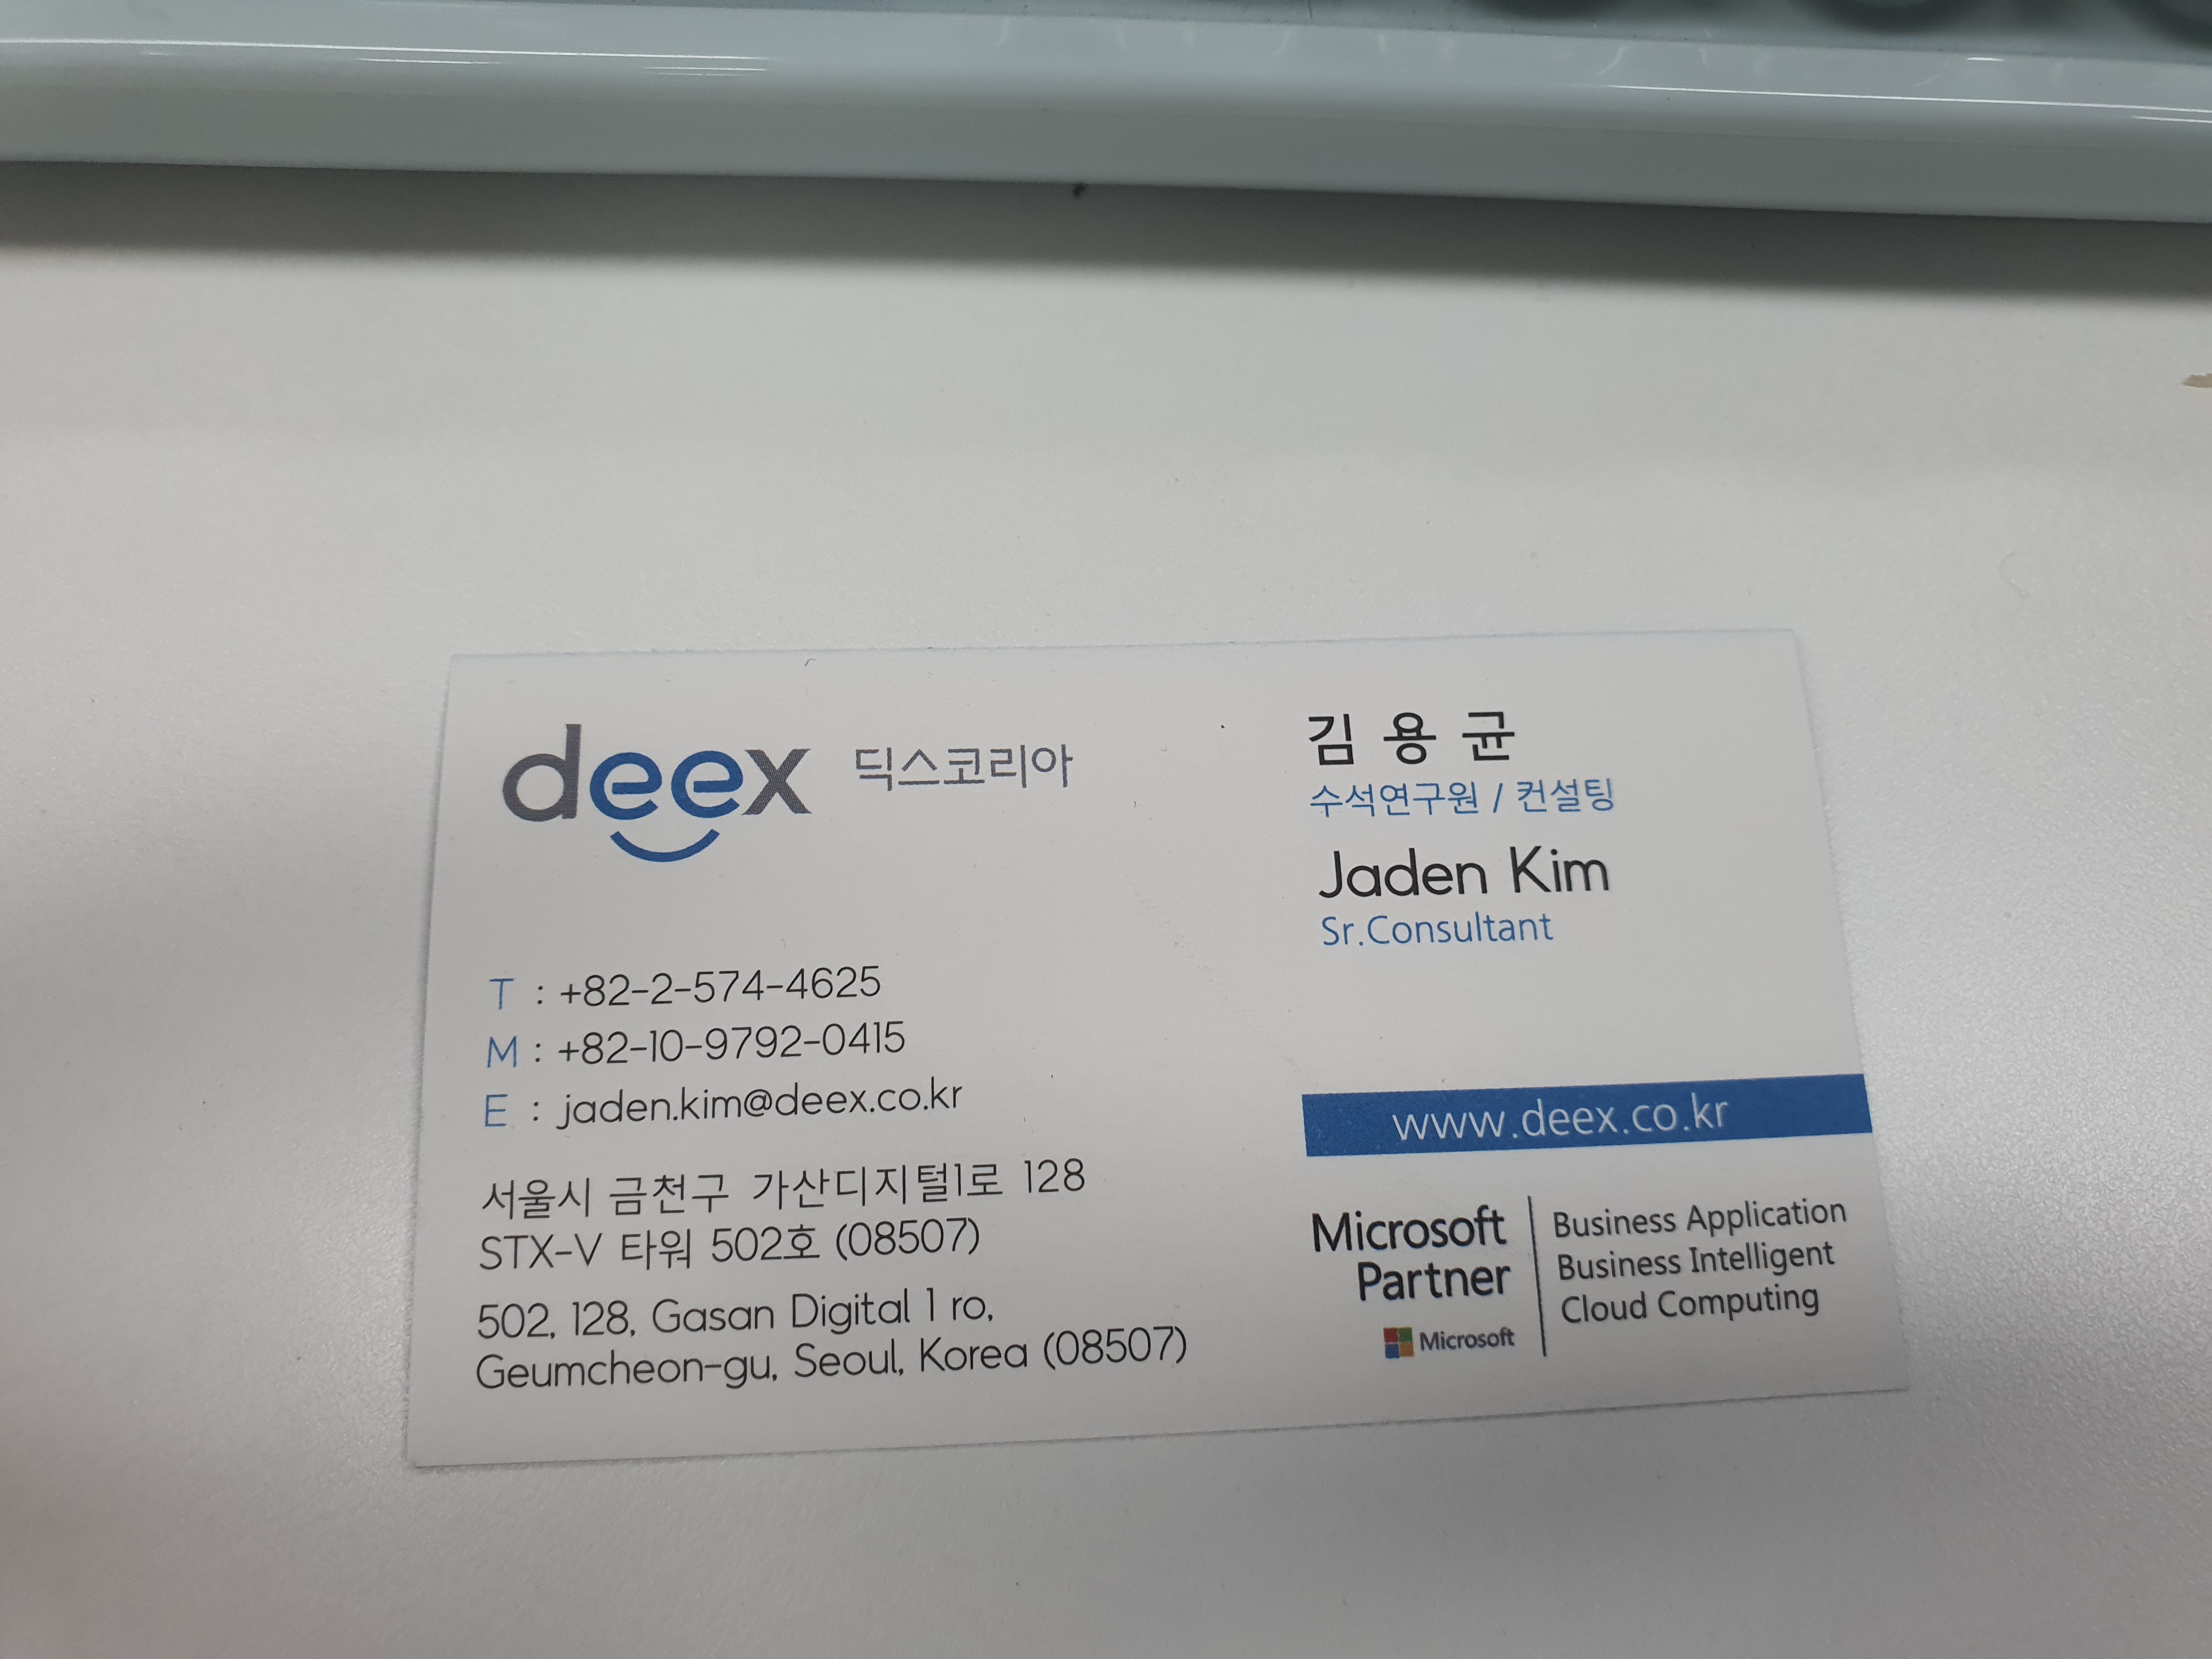 deex 딕스코리아
김 용 균
수석연구원 / 컨설팅
Jaden Kim
Sr.Consultant
T : +82-2-574-4625
M : +82-10-9792-0415
E : jaden.kim@deex.co.kr
서울시 금천구 가산디지털1로 128
STX-V 타워 502호 (08507)
502, 128, Gasan Digital 1 ro,
Geumcheon-gu, Seoul, Korea (08507)
www.deex.co.kr
Microsoft
Partner
Microsoft
Business Application
Business Intelligent
Cloud Computing